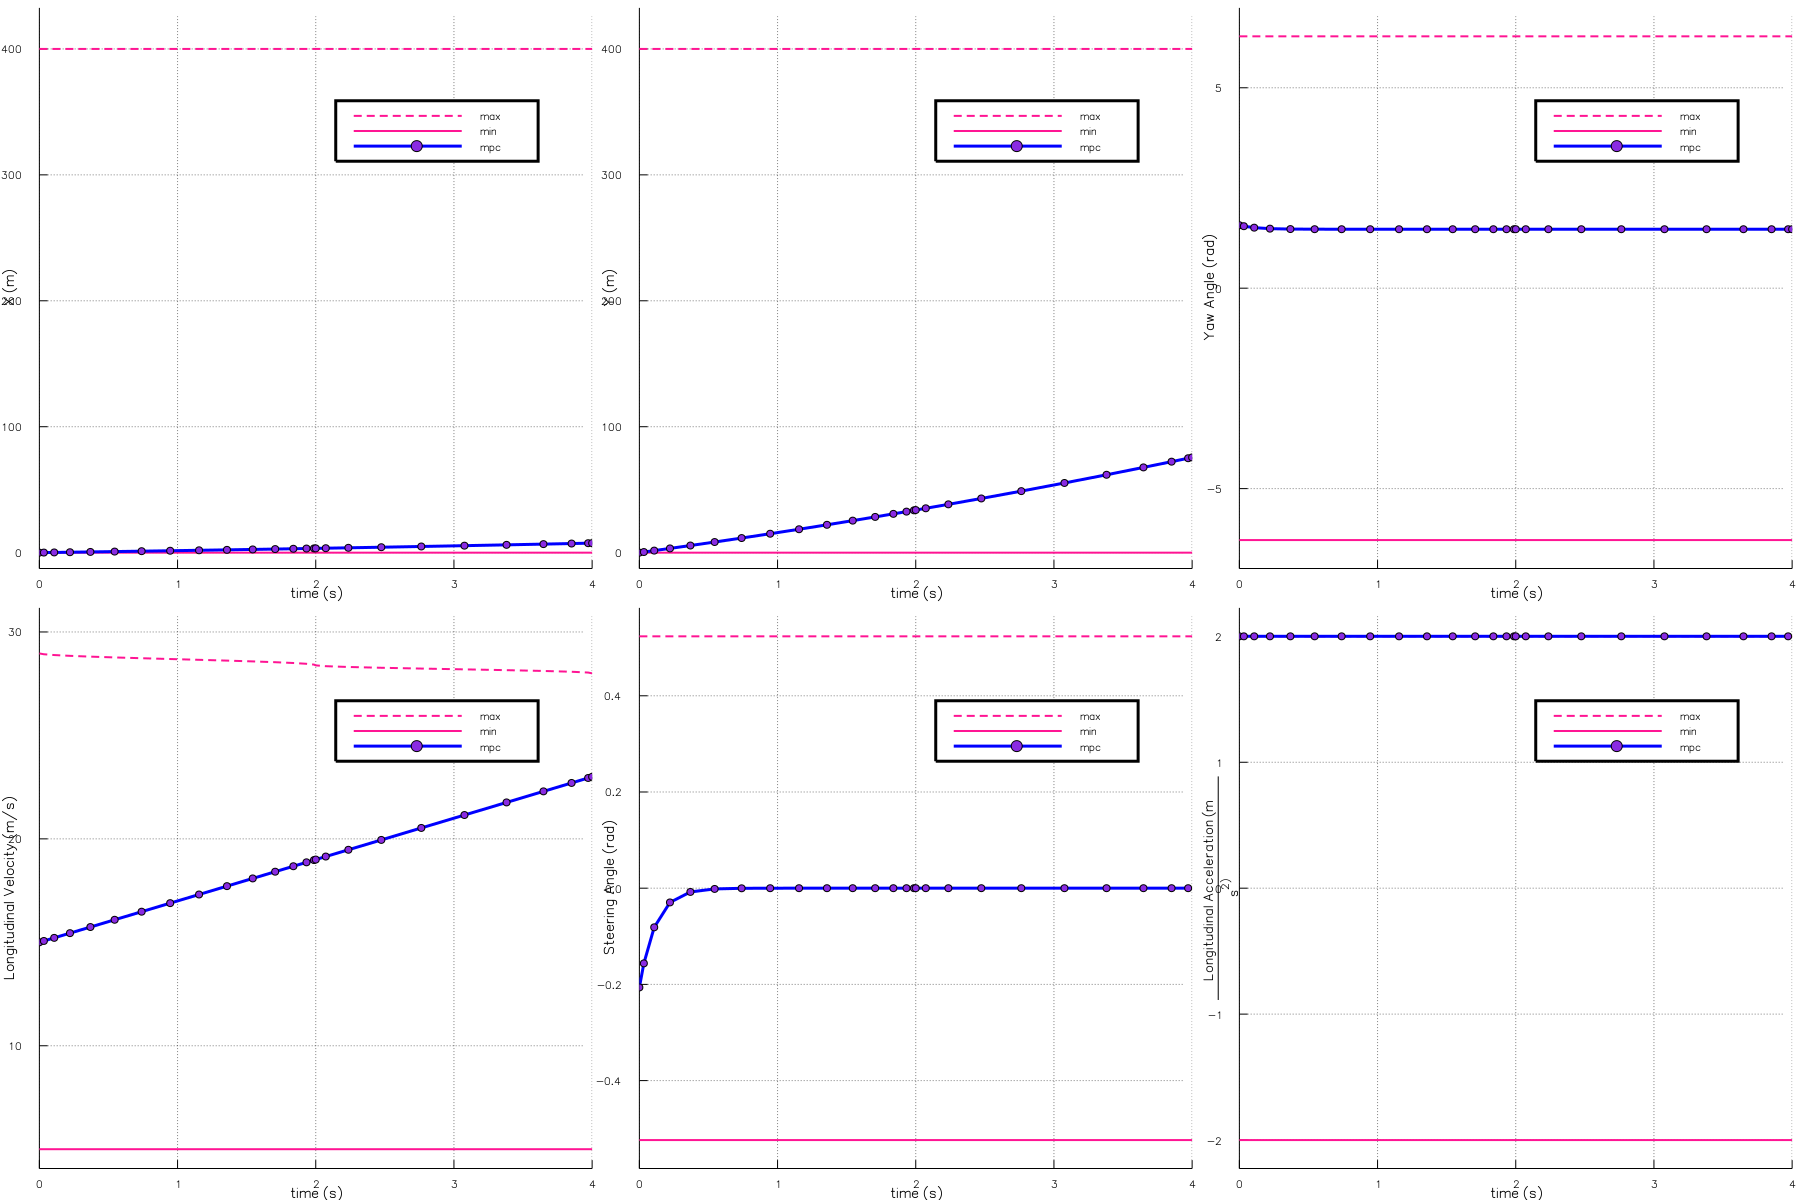 400
300
200
100
0
x (m)
max
min
mpc
0 1 2 3 4
time (s)
400
300
200
100
0
(m)
max
min
mpc
0 1 2 3 4
time (s)
5
0
−5
Yaw Angle (rad)
max
min
mpc
0 1 2 3 4
time (s)
30
20
10
Longitudinal Velocity (m/s)
max
min
mpc
0 1 2 3 4
time (s)
0.4
0.2
0.0
−0.2
−0.4
Steering Angle (rad)
max
min
mpc
0 1 2 3 4
time (s)
2
1
0
−1
−2
Longitudinal Acceleration (m
s
2)
max
min
mpc
0 1 2 3 4
time (s)